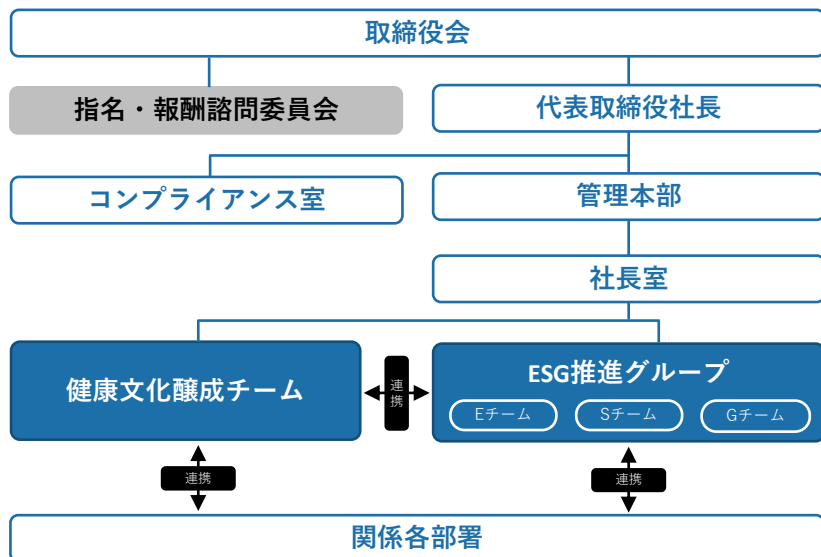 取締役会
指名・報酬諮問委員会
代表取締役社長
コンプライアンス室
管理本部
社長室
健康文化醸成チーム
連携
ESG推進グループ
Eチーム
Sチーム
Gチーム
連携
連携
関係各部署